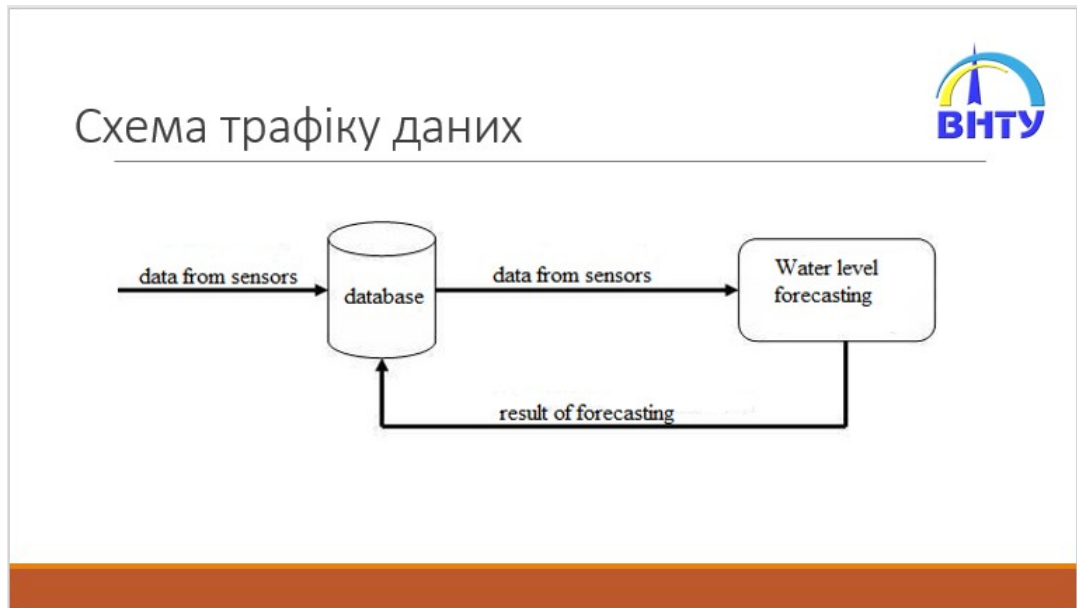 ВНТУ
Схема трафіку даних
data from sensors
database
data from sensors
Water level
forecasting
result of forecasting